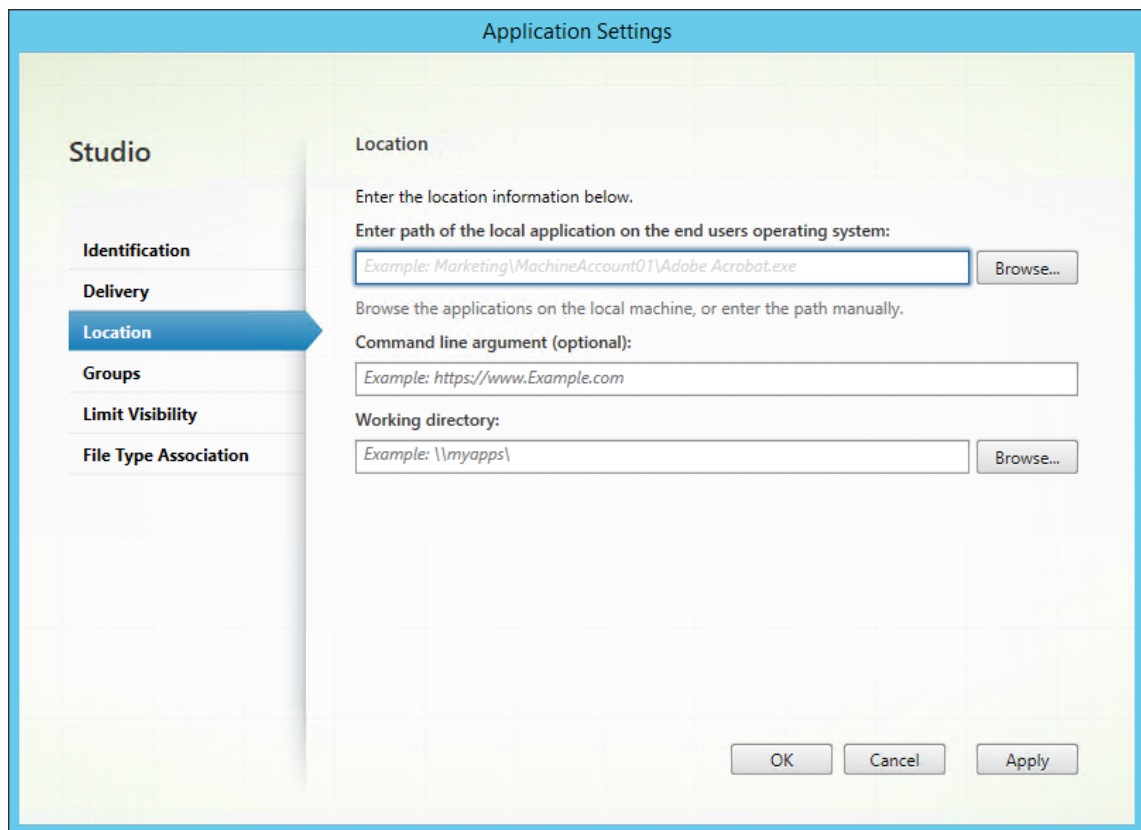 Application Settings
Studio
Identification
Delivery
Location
Groups
Limit Visibility
File Type Association
Location
Enter the location information below.
Enter path of the local application on the end users operating system:
Example: Marketing\MachineAccount01\Adobe Acrobat.exe
Browse...
Browse the applications on the local machine, or enter the path manually.
Command line argument (optional):
Example: https://www.Example.com
Working directory:
Example: \\myapps\
Browse...
OK
Cancel
Apply